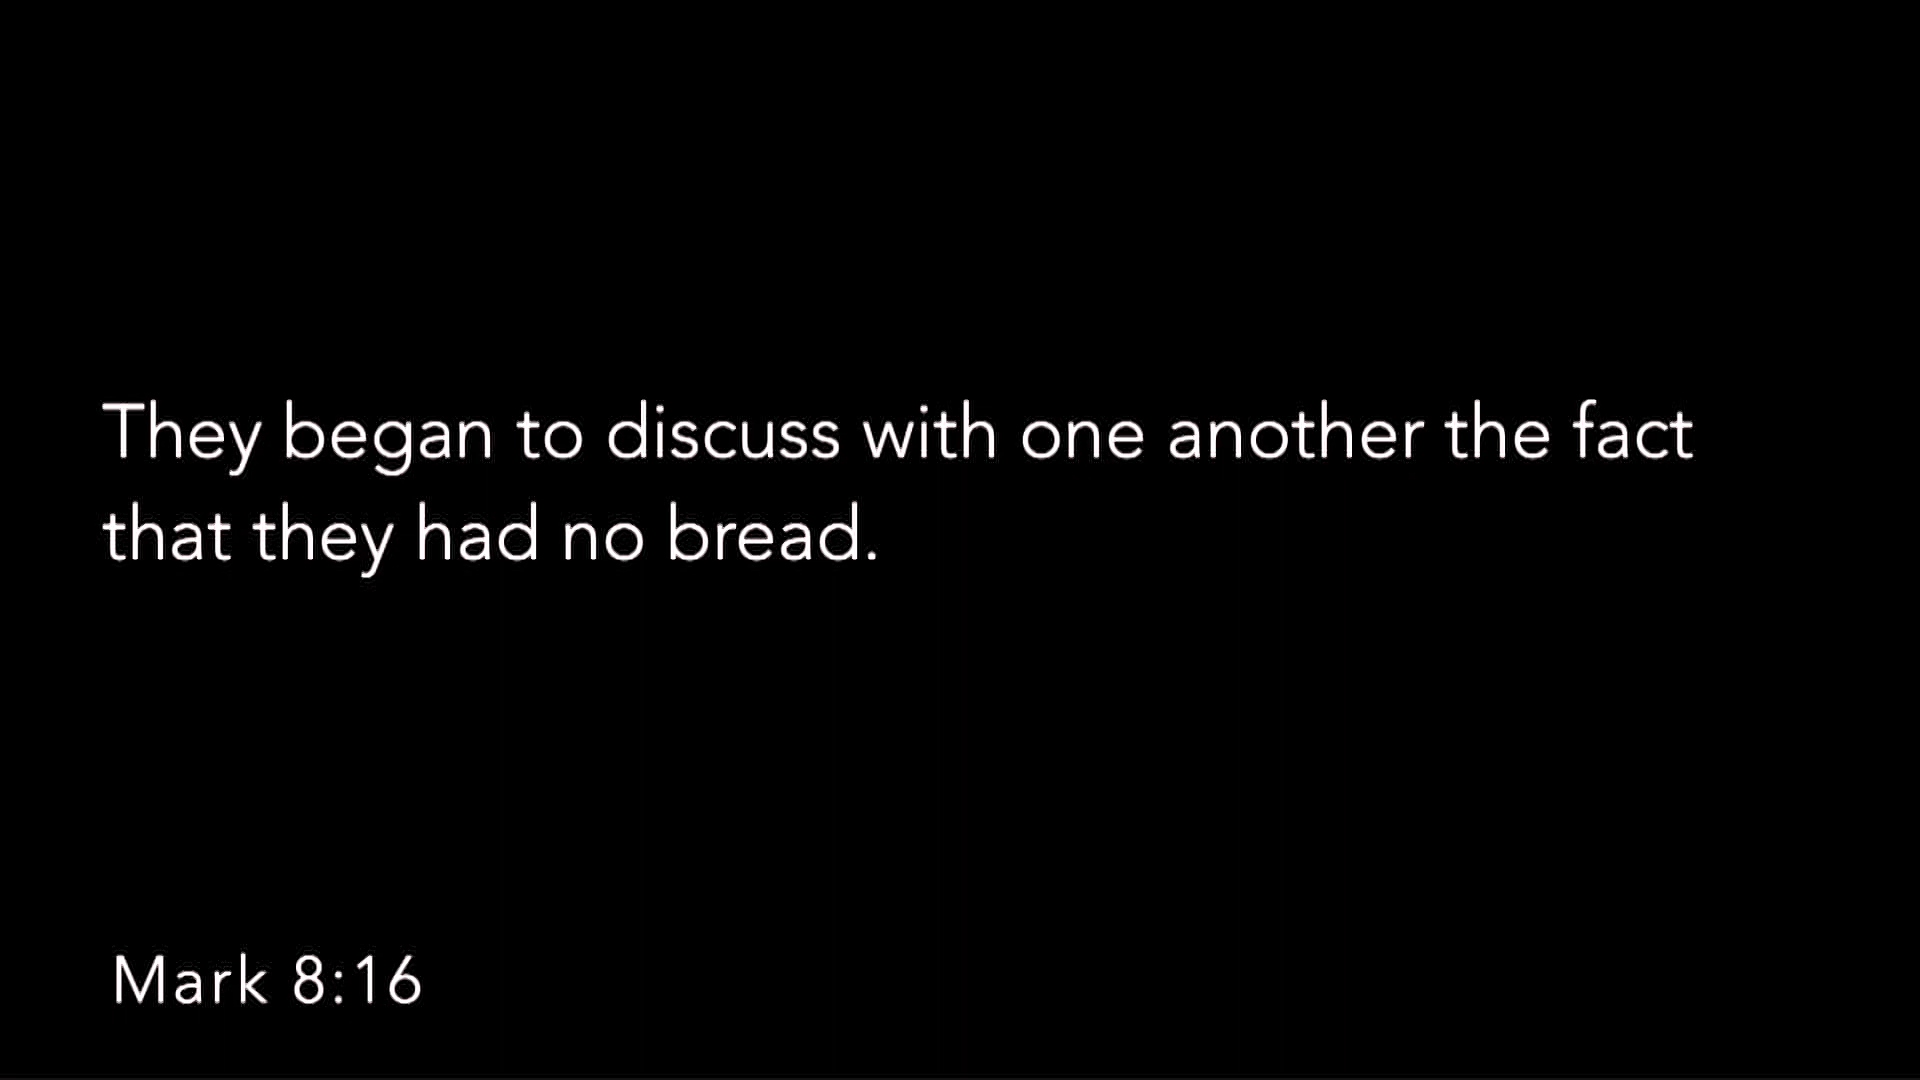 They began to discuss with one another the fact
that they had no bread.
Mark 8:16